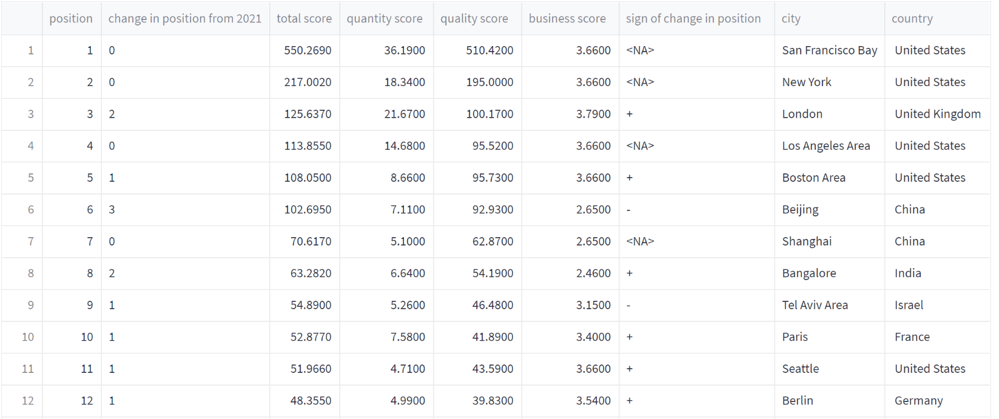 position change in position from 2021 total score quantity score quality score business score sign of change in position city country
1 1 0 550.2690 36.1900 510.4200 3.6600 <NA> San Francisco Bay United States
2 2 0 217.0020 18.3400 195.0000 3.6600 <NA> New York United States
3 3 2 125.6370 21.6700 100.1700 3.7900 + London United Kingdom
4 4 0 113.8550 14.6800 95.5200 3.6600 <NA> Los Angeles Area United States
5 5 1 108.0500 8.6600 95.7300 3.6600 + Boston Area United States
6 6 3 102.6950 7.1100 92.9300 2.6500 - Beijing China
7 7 0 70.6170 5.1000 62.8700 2.6500 <NA> Shanghai China
8 8 2 63.2820 6.6400 54.1900 2.4600 + Bangalore India
9 9 1 54.8900 5.2600 46.4800 3.1500 - Tel Aviv Area Israel
10 10 1 52.8770 7.5800 41.8900 3.4000 + Paris France
11 11 1 51.9660 4.7100 43.5900 3.6600 + Seattle United States
12 12 1 48.3550 4.9900 39.8300 3.5400 + Berlin Germany